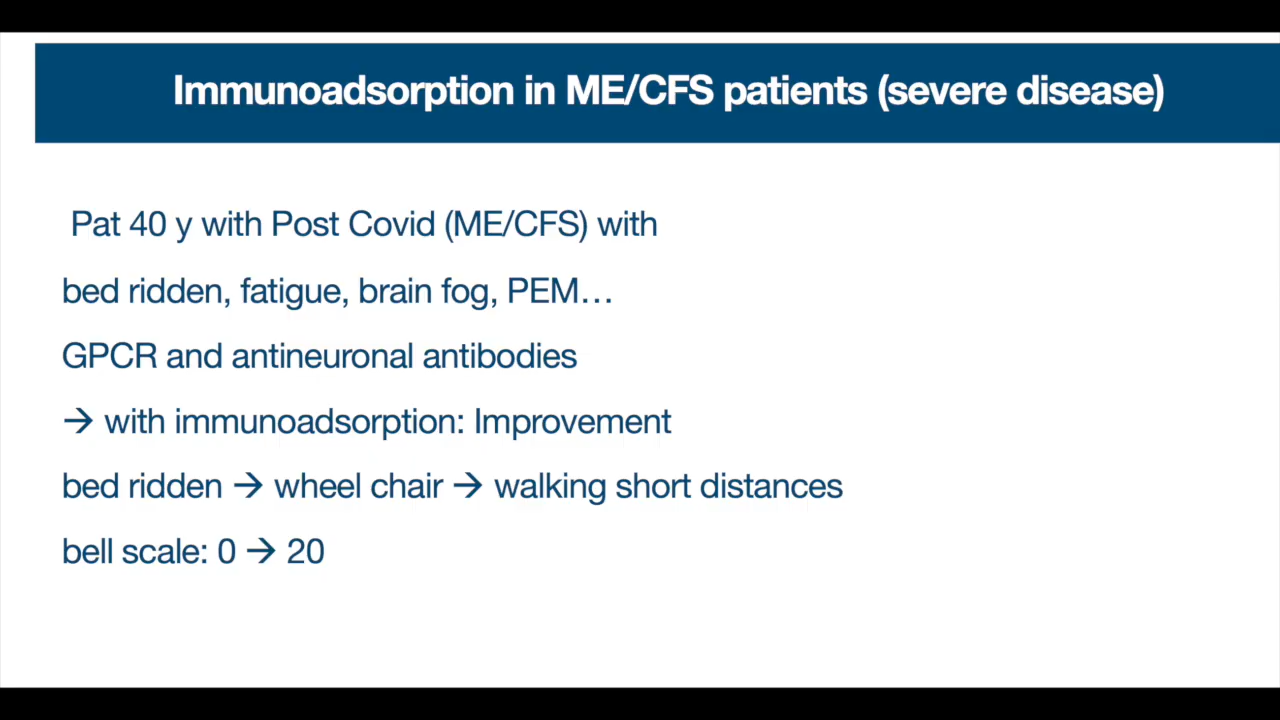 Immunoadsorption in ME/CFS patients (severe disease)
Pat 40 y with Post Covid (ME/CFS) with
bed ridden, fatigue, brain fog, PEM…
GPCR and antineuronal antibodies
→ with immunoadsorption: Improvement
bed ridden → wheel chair → walking short distances
bell scale: 0 → 20